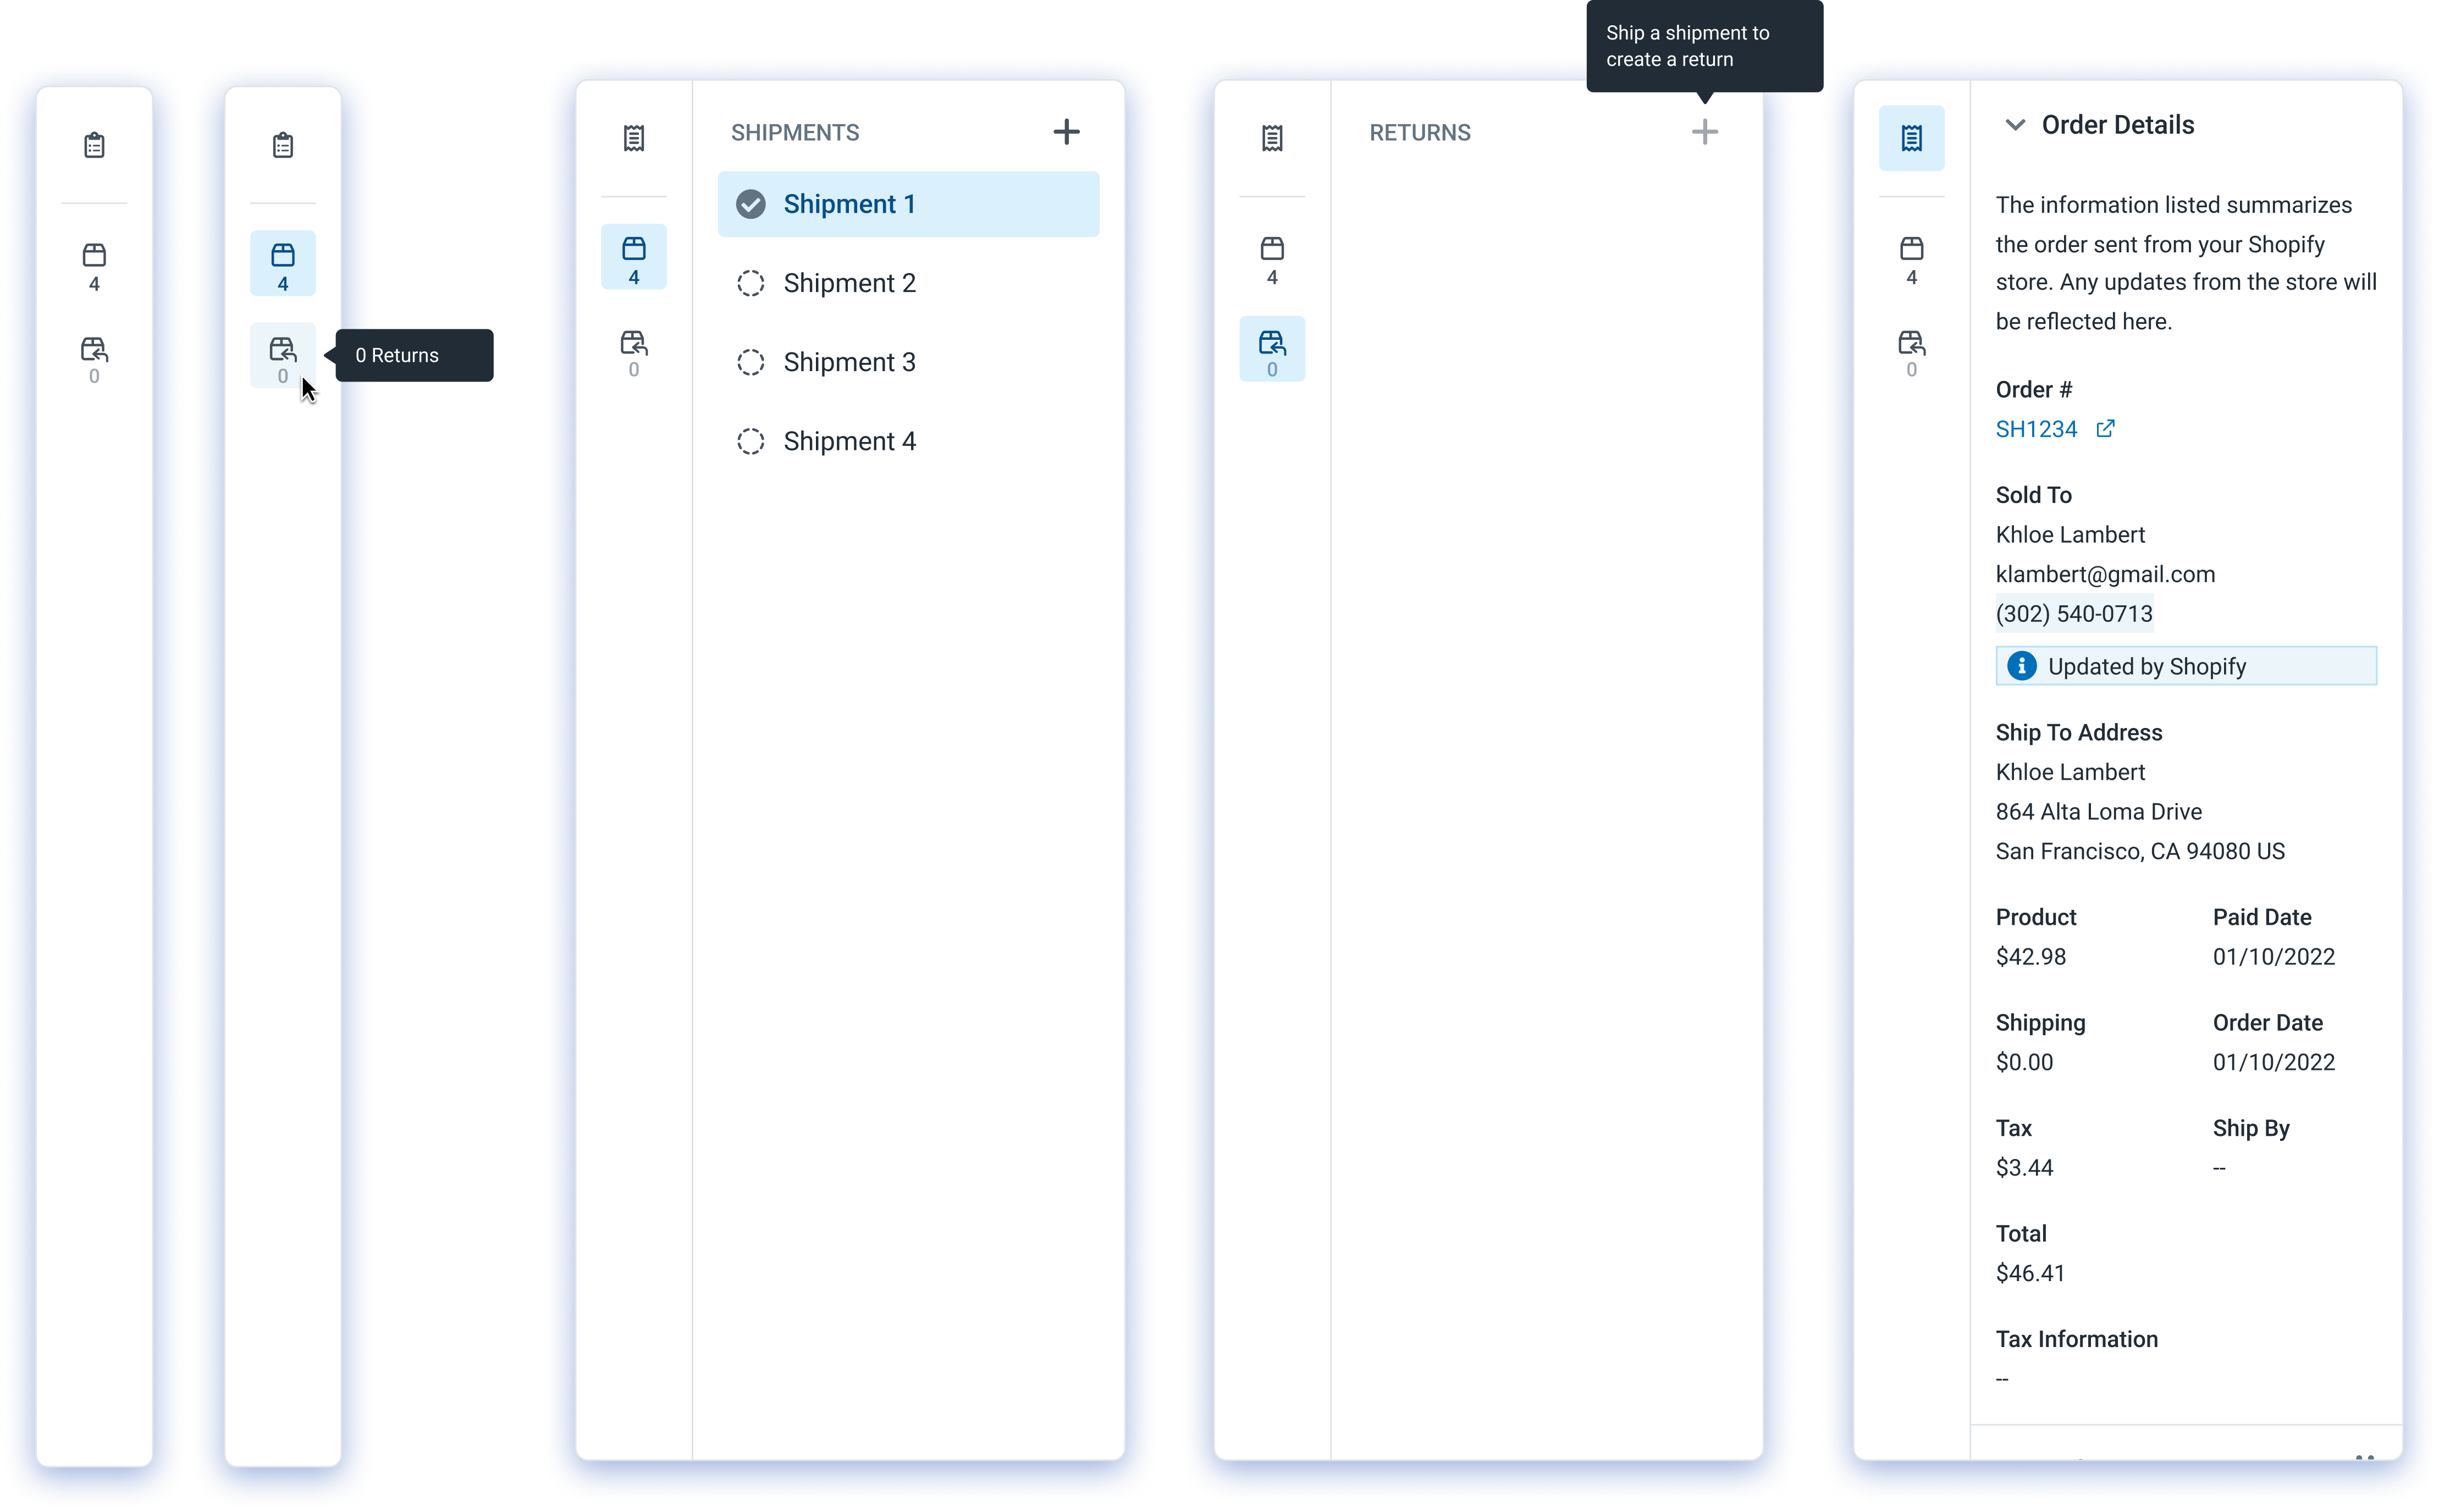 4
0
4
0
0 Returns
4
0
SHIPMENTS
Shipment 1
Shipment 2
Shipment 3
Shipment 4
Ship a shipment to
create a return
4
0
RETURNS
4
0
Order Details
The information listed summarizes
the order sent from your Shopify
store. Any updates from the store will
be reflected here.
Order #
SH1234
Sold To
Khloe Lambert
klambert@gmail.com
(302) 540-0713
Updated by Shopify
Ship To Address
Khloe Lambert
864 Alta Loma Drive
San Francisco, CA 94080 US
Product
$42.98
Paid Date
01/10/2022
Shipping
$0.00
Order Date
01/10/2022
Tax
$3.44
Ship By
--
Total
$46.41
Tax Information
--